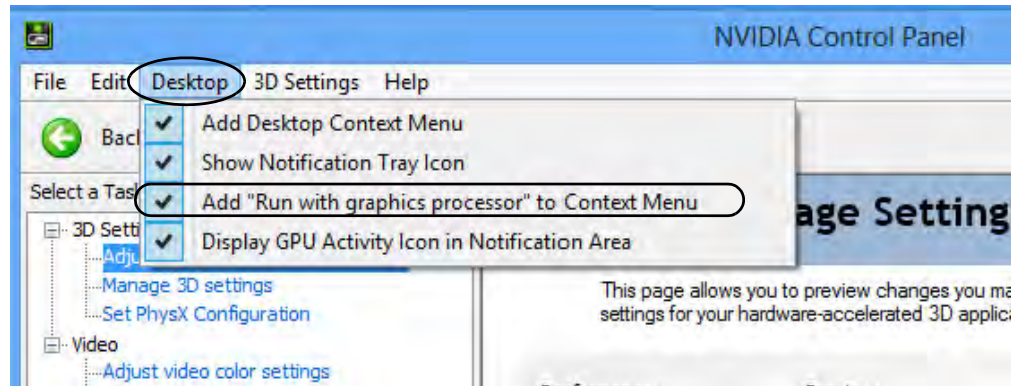 NVIDIA Control Panel
File Edit Desktop 3D Settings Help
Add Desktop Context Menu
Show Notification Tray Icon
Select a
Add "Run with graphics processor" to Context Menu
Display GPU Activity Icon in Notification Area
3D
Manage 3D settings
Set PhysX Configuration
Video
Adjust video color settings
This page allows you to preview changes you
settings for your hardware-accelerated 3D